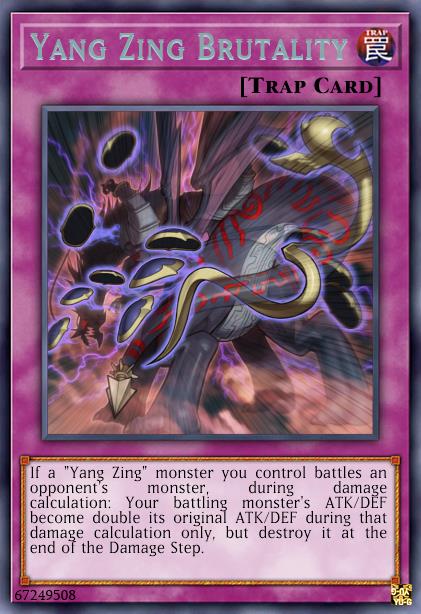 Yang Zing Brutality
TRAP
罠
[Trap Card]
If a "Yang Zing" monster you control battles an
opponent's monster, during damage
calculation: Your battling monster's ATK/DEF
become double its original ATK/DEF during that
damage calculation only, but destroy it at the
end of the Damage Step.
67249508